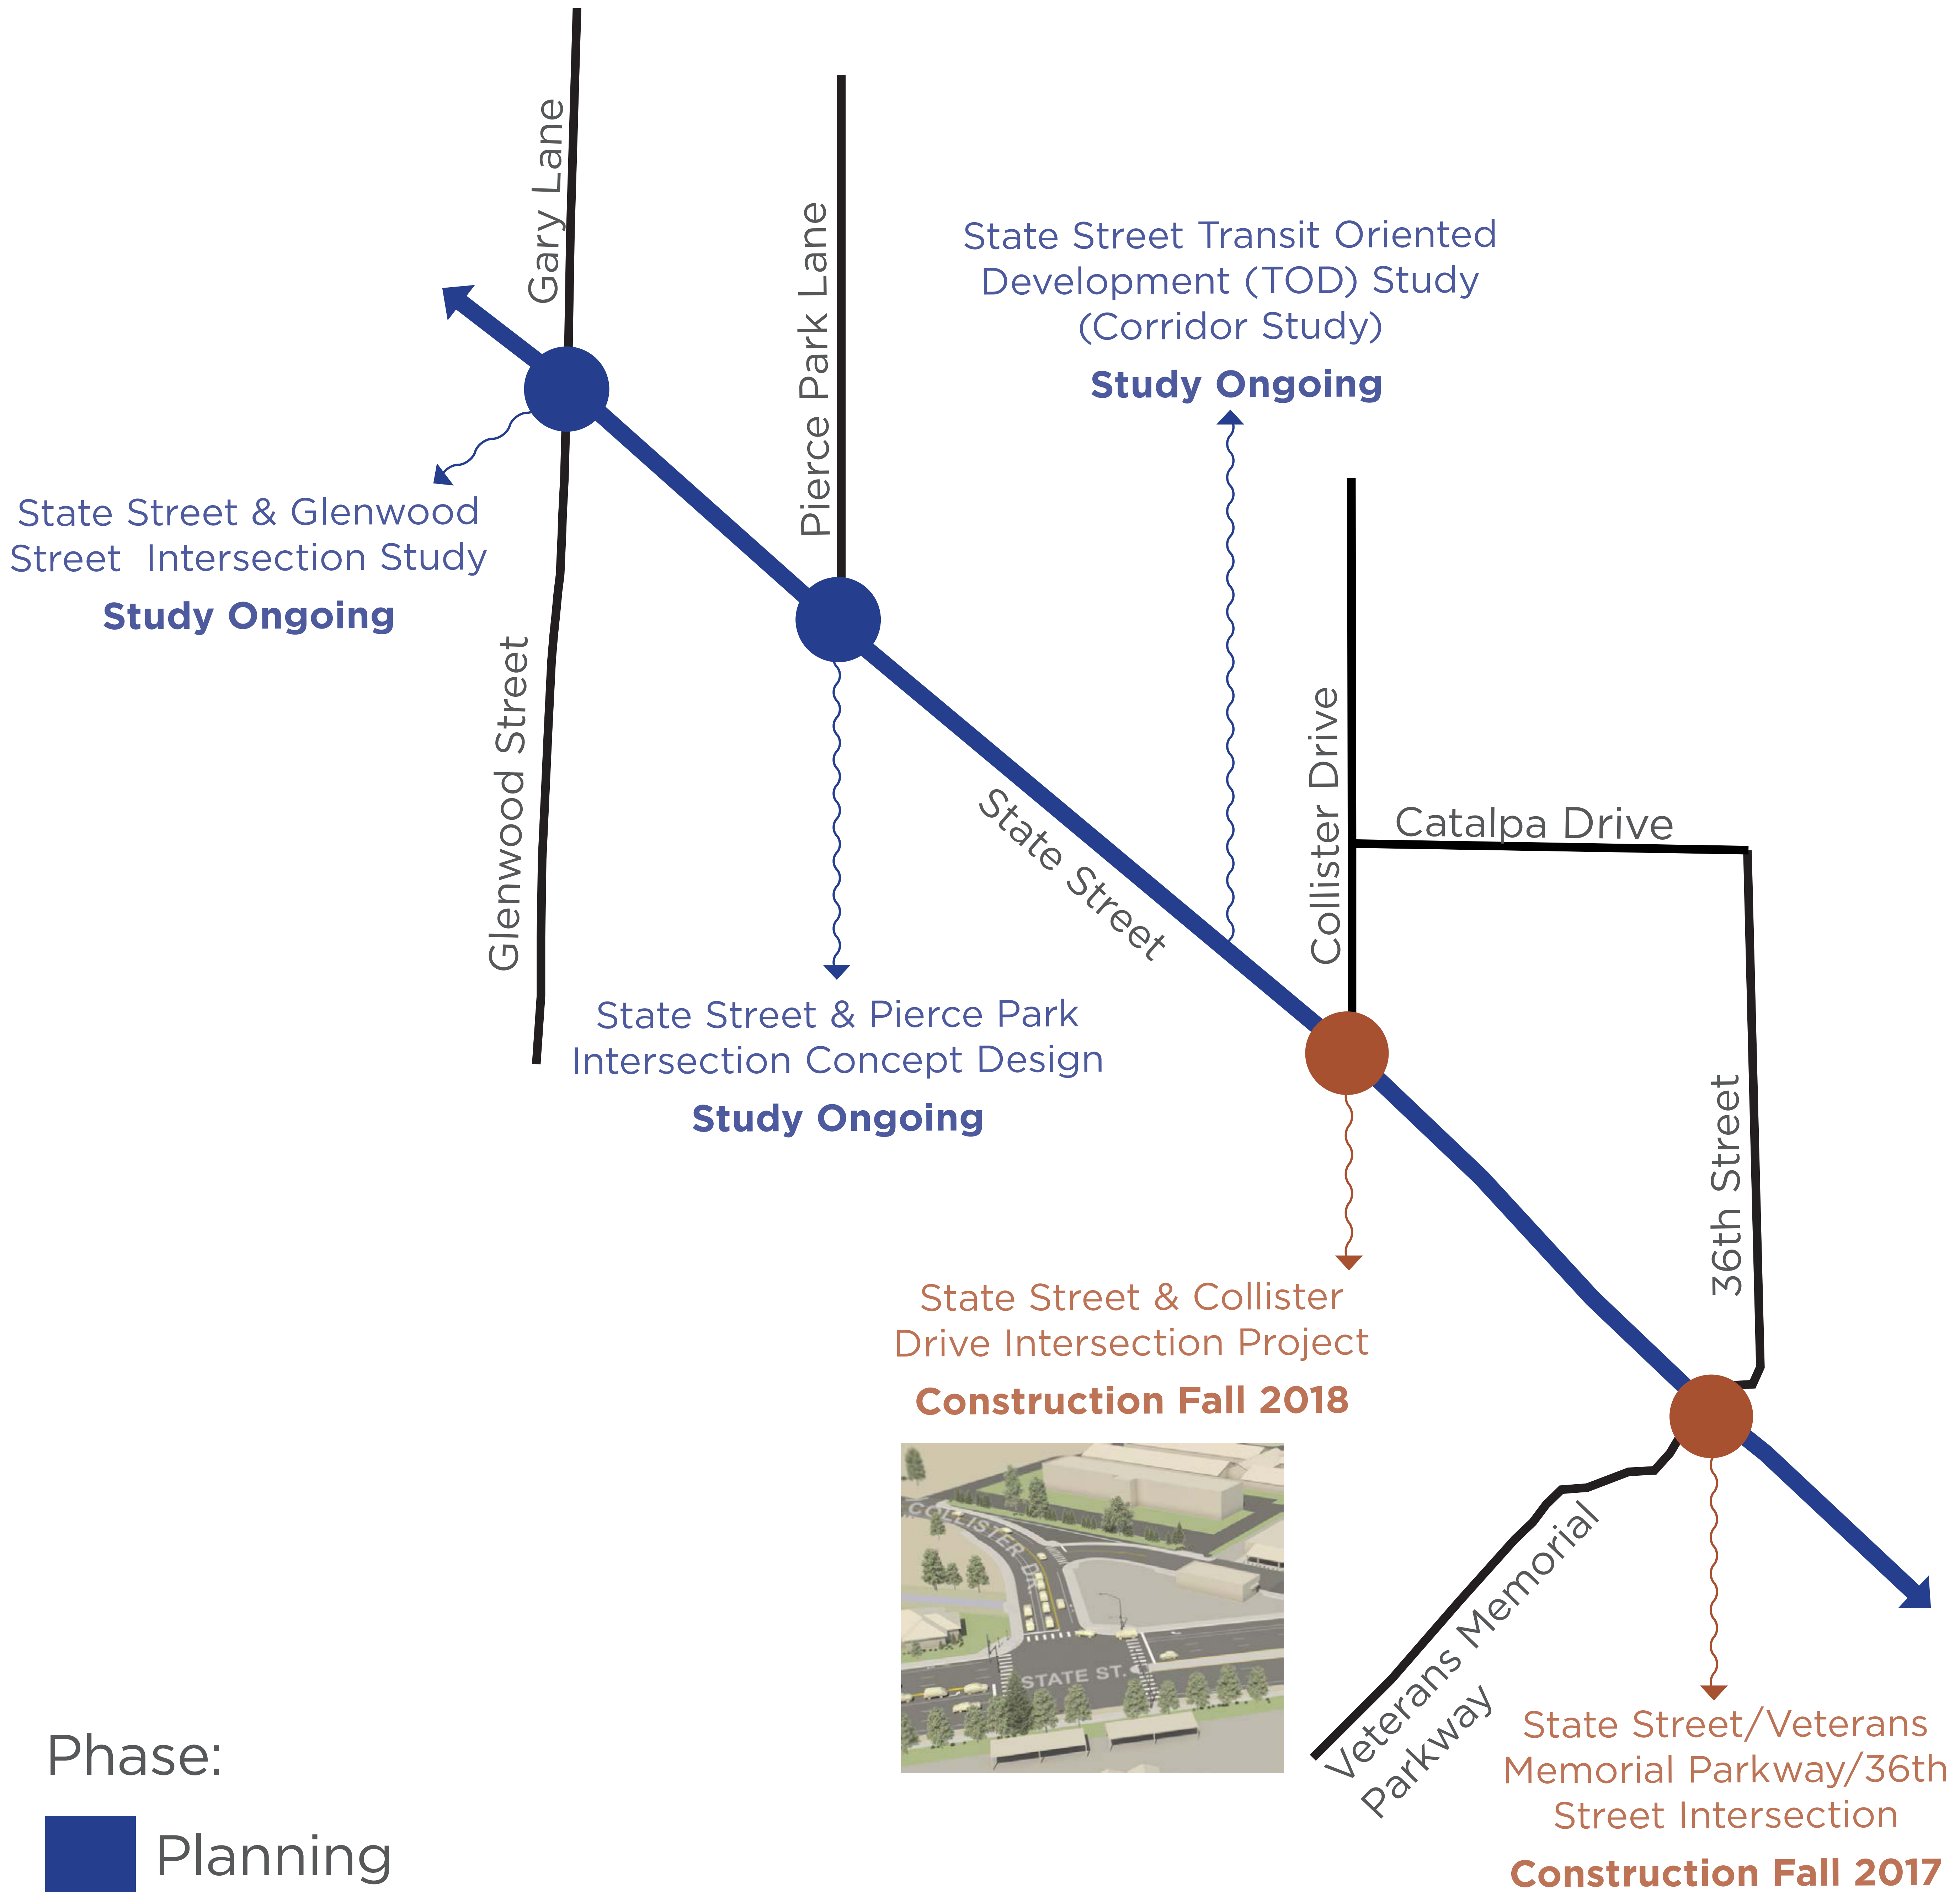 Gary Lane
Pierce Park Lane
State Street Transit Oriented
Development (TOD) Study
(Corridor Study)
Study Ongoing
State Street & Glenwood
Street Intersection Study
Study Ongoing
Glenwood Street
State Street
Collister Drive
Catalpa Drive
36th Street
State Street & Pierce Park
Intersection Concept Design
Study Ongoing
State Street & Collister
Drive Intersection Project
Construction Fall 2018
COLLISTER DR.
STATE ST.
Veterans Memorial
Parkway
State Street/Veterans
Memorial Parkway/36th
Street Intersection
Construction Fall 2017
Phase:
Planning